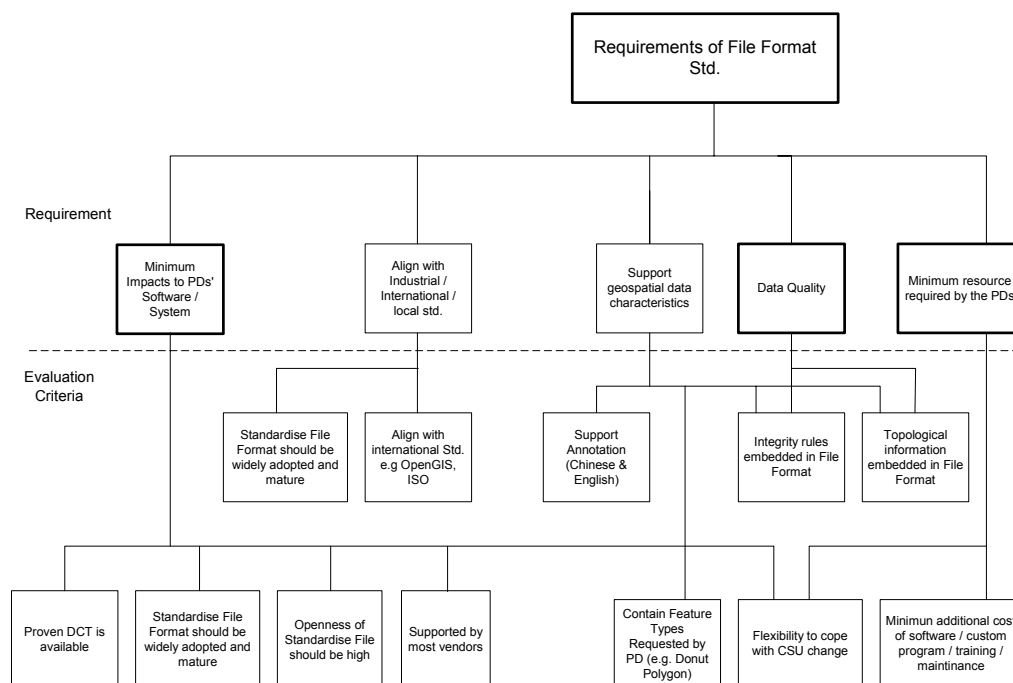 Requirements of File Format
Std.
Requirement
Minimum
Impacts to PDs'
Software /
System
Align with
Industrial /
International /
local std.
Support
geospatial data
characteristics
Data Quality
Minimum resource
required by the PDs
Evaluation
Criteria
Standardise File
Format should be
widely adopted and
mature
Align with
international Std.
e.g OpenGIS,
ISO
Support
Annotation
(Chinese &
English)
Integrity rules
embedded in File
Format
Topological
information
embedded in File
Format
Proven DCT is
available
Standardise File
Format should be
widely adopted and
mature
Openness of
Standardise File
should be high
Supported by
most vendors
Contain Feature
Types
Requested by
PD (e.g. Donut
Polygon)
Flexibility to cope
with CSU change
Minimun additional cost
of software / custom
program / training /
maintinance